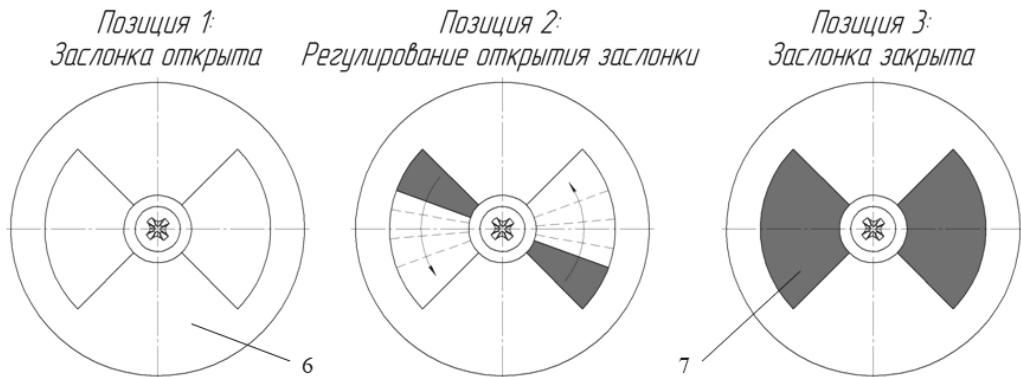 Позиция 1:
Заслонка открыта
Позиция 2:
Регулирование открытия заслонки
Позиция 3:
Заслонка закрыта
6
7